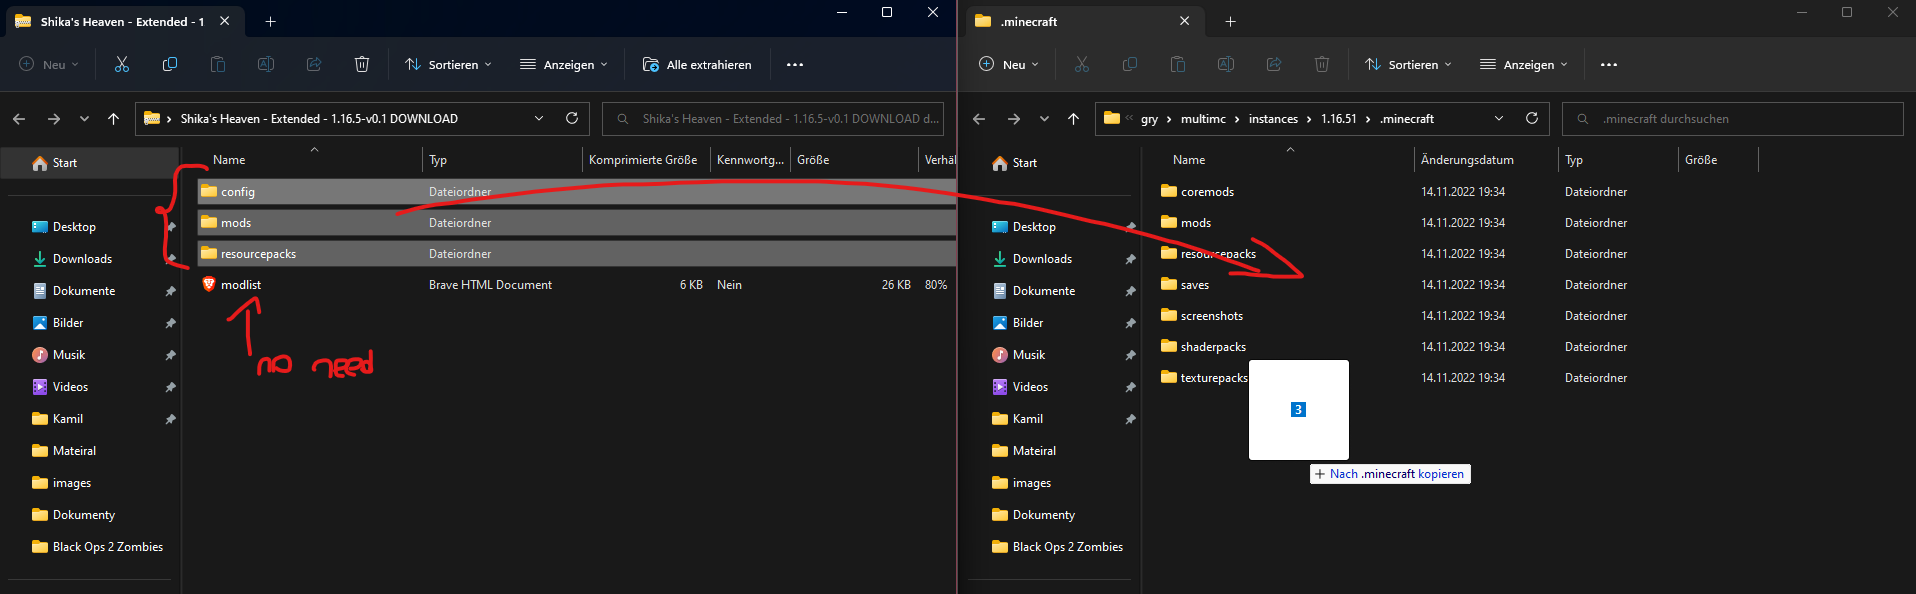 Shika's Heaven - Extended - 1
Neu
Sortieren
Anzeigen
Alle extrahieren
Shika's Heaven - Extended - 1.16.5-v0.1 DOWNLOAD
Shika's Heaven - Extended - 1.16.5-v0.1 DOWNLOAD d...
Start
Desktop
Downloads
Dokumente
Bilder
Musik
Videos
Kamil
Mateiral
images
Dokumenty
Black Ops 2 Zombies
Name Typ Komprimierte Größe Kennwortg... Größe Verhäl
config Dateiordner
mods Dateiordner
resourcepacks Dateiordner
modlist Brave HTML Document 6 KB Nein 26 KB 80%
no need
.minecraft
Neu
Sortieren
Anzeigen
gry › multimc › instances › 1.16.51 › .minecraft
.minecraft durchsuchen
Start
Desktop
Downloads
Dokumente
Bilder
Musik
Videos
Kamil
Mateiral
images
Dokumenty
Black Ops 2 Zombies
Name Änderungsdatum Typ Größe
coremods 14.11.2022 19:34 Dateiordner
mods 14.11.2022 19:34 Dateiordner
resourcepacks 14.11.2022 19:34 Dateiordner
saves 14.11.2022 19:34 Dateiordner
screenshots 14.11.2022 19:34 Dateiordner
shaderpacks 14.11.2022 19:34 Dateiordner
texturepacks 14.11.2022 19:34 Dateiordner
3
+ Nach .minecraft kopieren